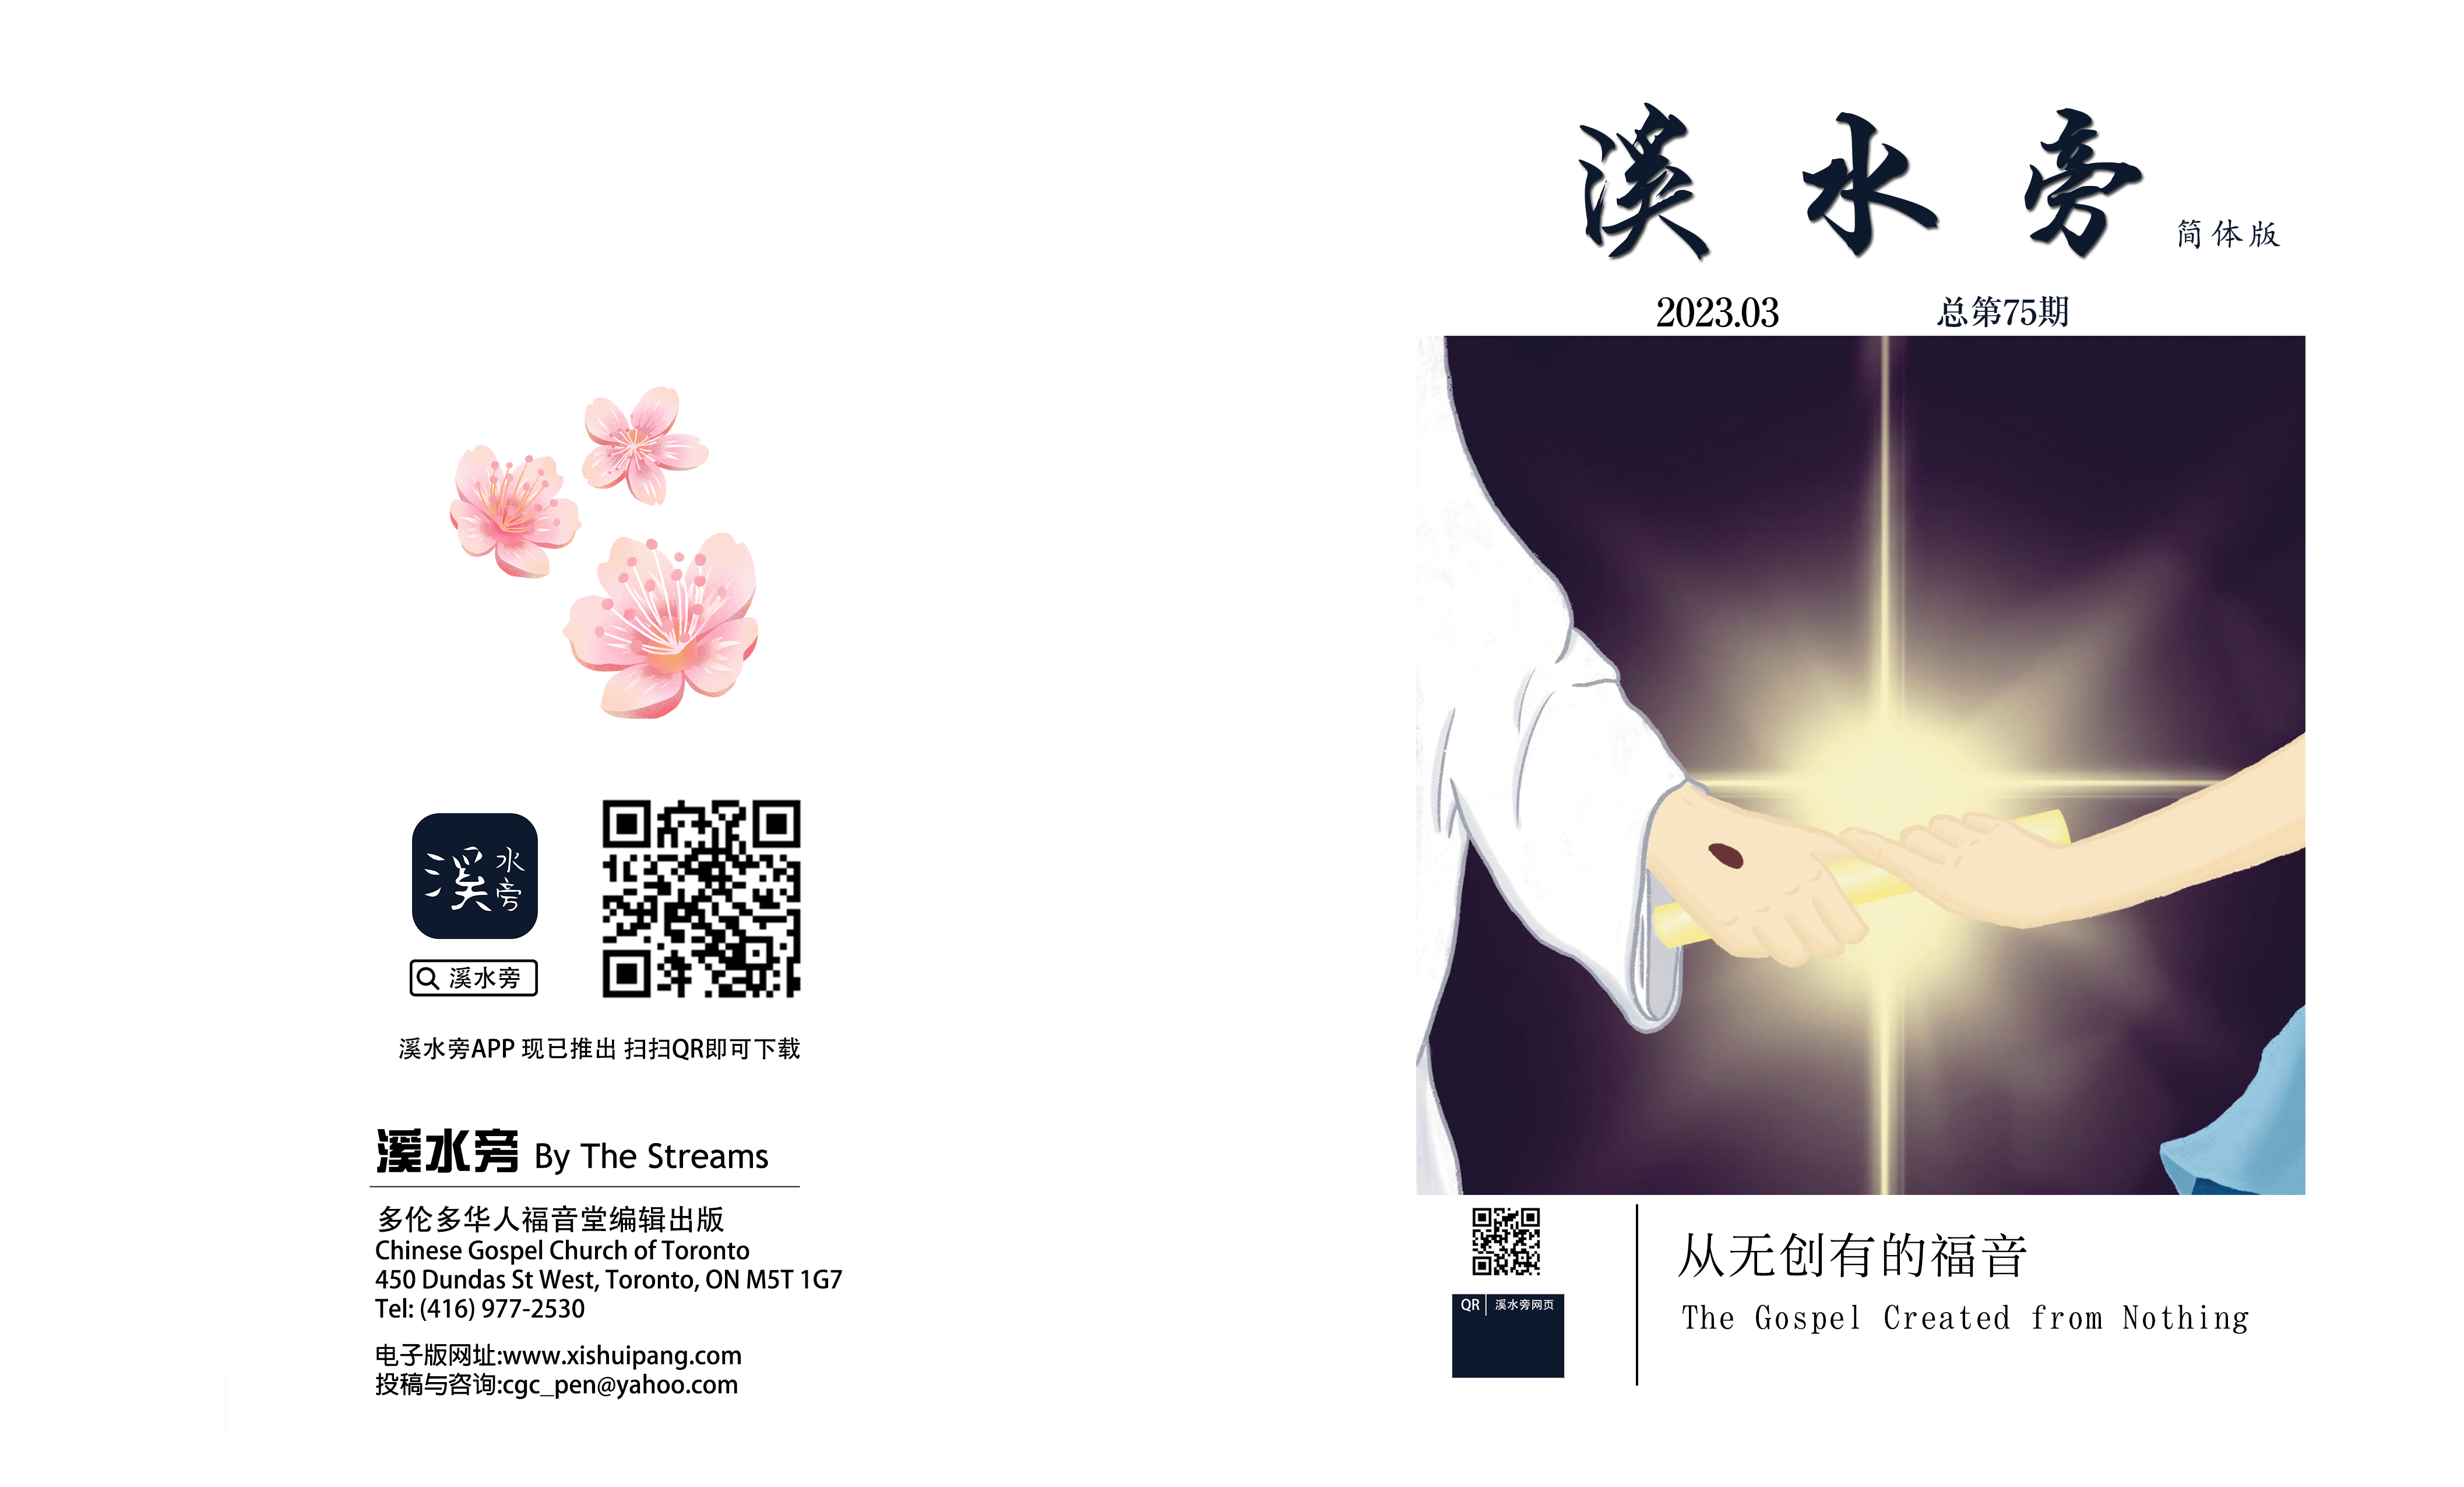 溪水旁 简体版
2023.03 总第75期
QR 溪水旁网页
从无创有的福音
The Gospel Created from Nothing
溪水旁
溪水旁
溪水旁APP 现已推出 扫扫QR即可下载
溪水旁 By The Streams
多伦多华人福音堂编辑出版
Chinese Gospel Church of Toronto
450 Dundas St West, Toronto, ON M5T 1G7
Tel: (416) 977-2530
电子版网址:www.xishuipang.com
投稿与咨询:cgc_pen@yahoo.com